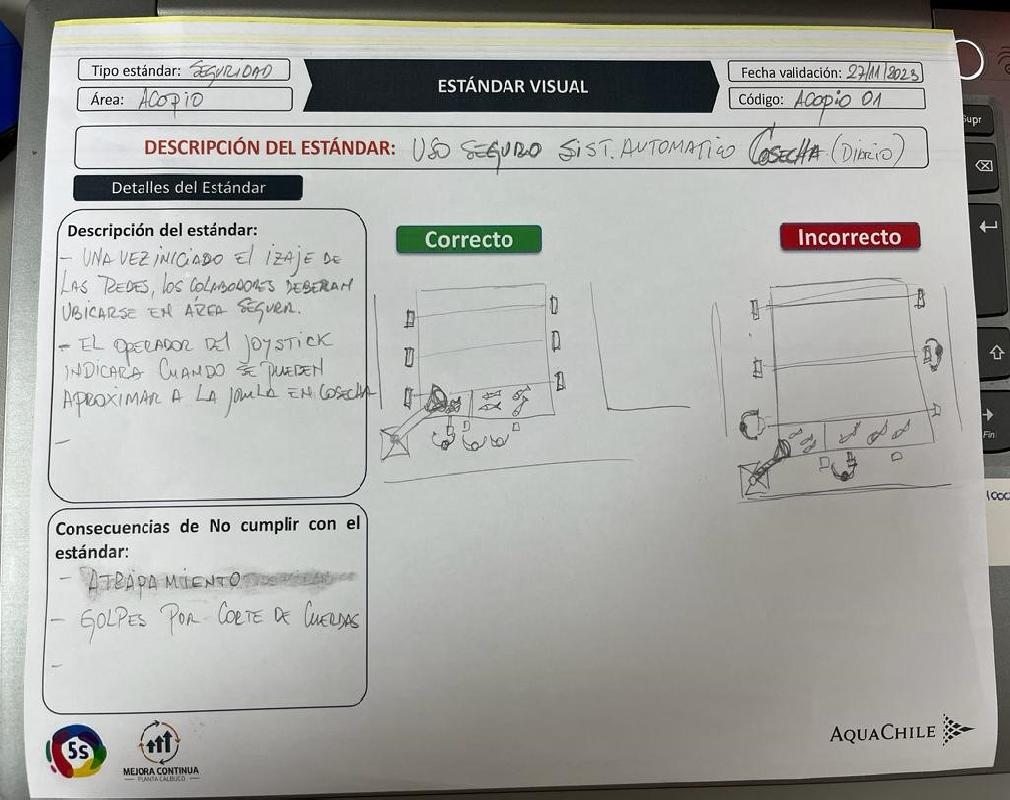 Tipo estándar: SEGURIDAD
Área: ACOPIO
ESTÁNDAR VISUAL
Fecha validación: 27/11/2023
Código: ACOPIO 01
DESCRIPCIÓN DEL ESTÁNDAR: USO SEGURO SIST. AUTOMATICO COSECHA (DIARIO)
Detalles del Estándar
Descripción del estándar:
- UNA VEZ INICIADO El IZAJE DE
LAS REDES, LOS COLABODORES DEBERAN
UBICARSE EN ÁREA SEGURA.
- EL OPERADOR DEL JOYSTICK
INDICARA CUANDO SE PUEDEN
APROXIMAR A LA JAULA EN COSECHA
-
Correcto
Incorrecto
Consecuencias de No cumplir con el
estándar:
- ATRAPAMIENTO
- GOLPES POR CORTE DE CUERDAS
-
5S
MEJORA CONTINUA
PLANTA CALBUCO
AQUACHILE
Supr
Fin